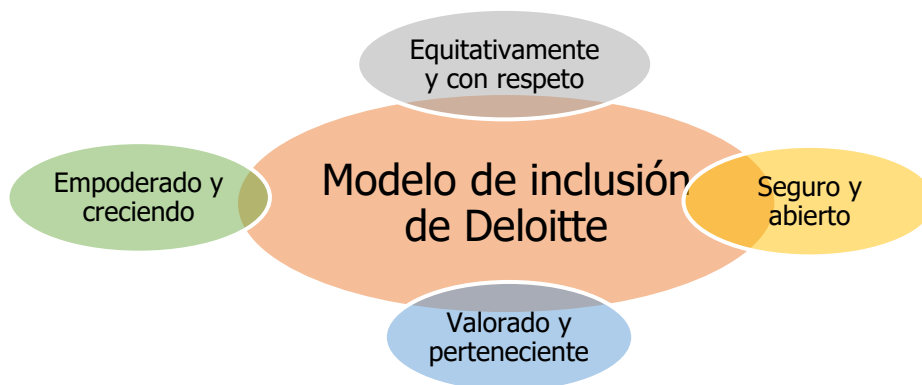 Equitativamente
y con respeto
Empoderado y
creciendo
Modelo de inclusión
de Deloitte
Seguro y
abierto
Valorado y
perteneciente